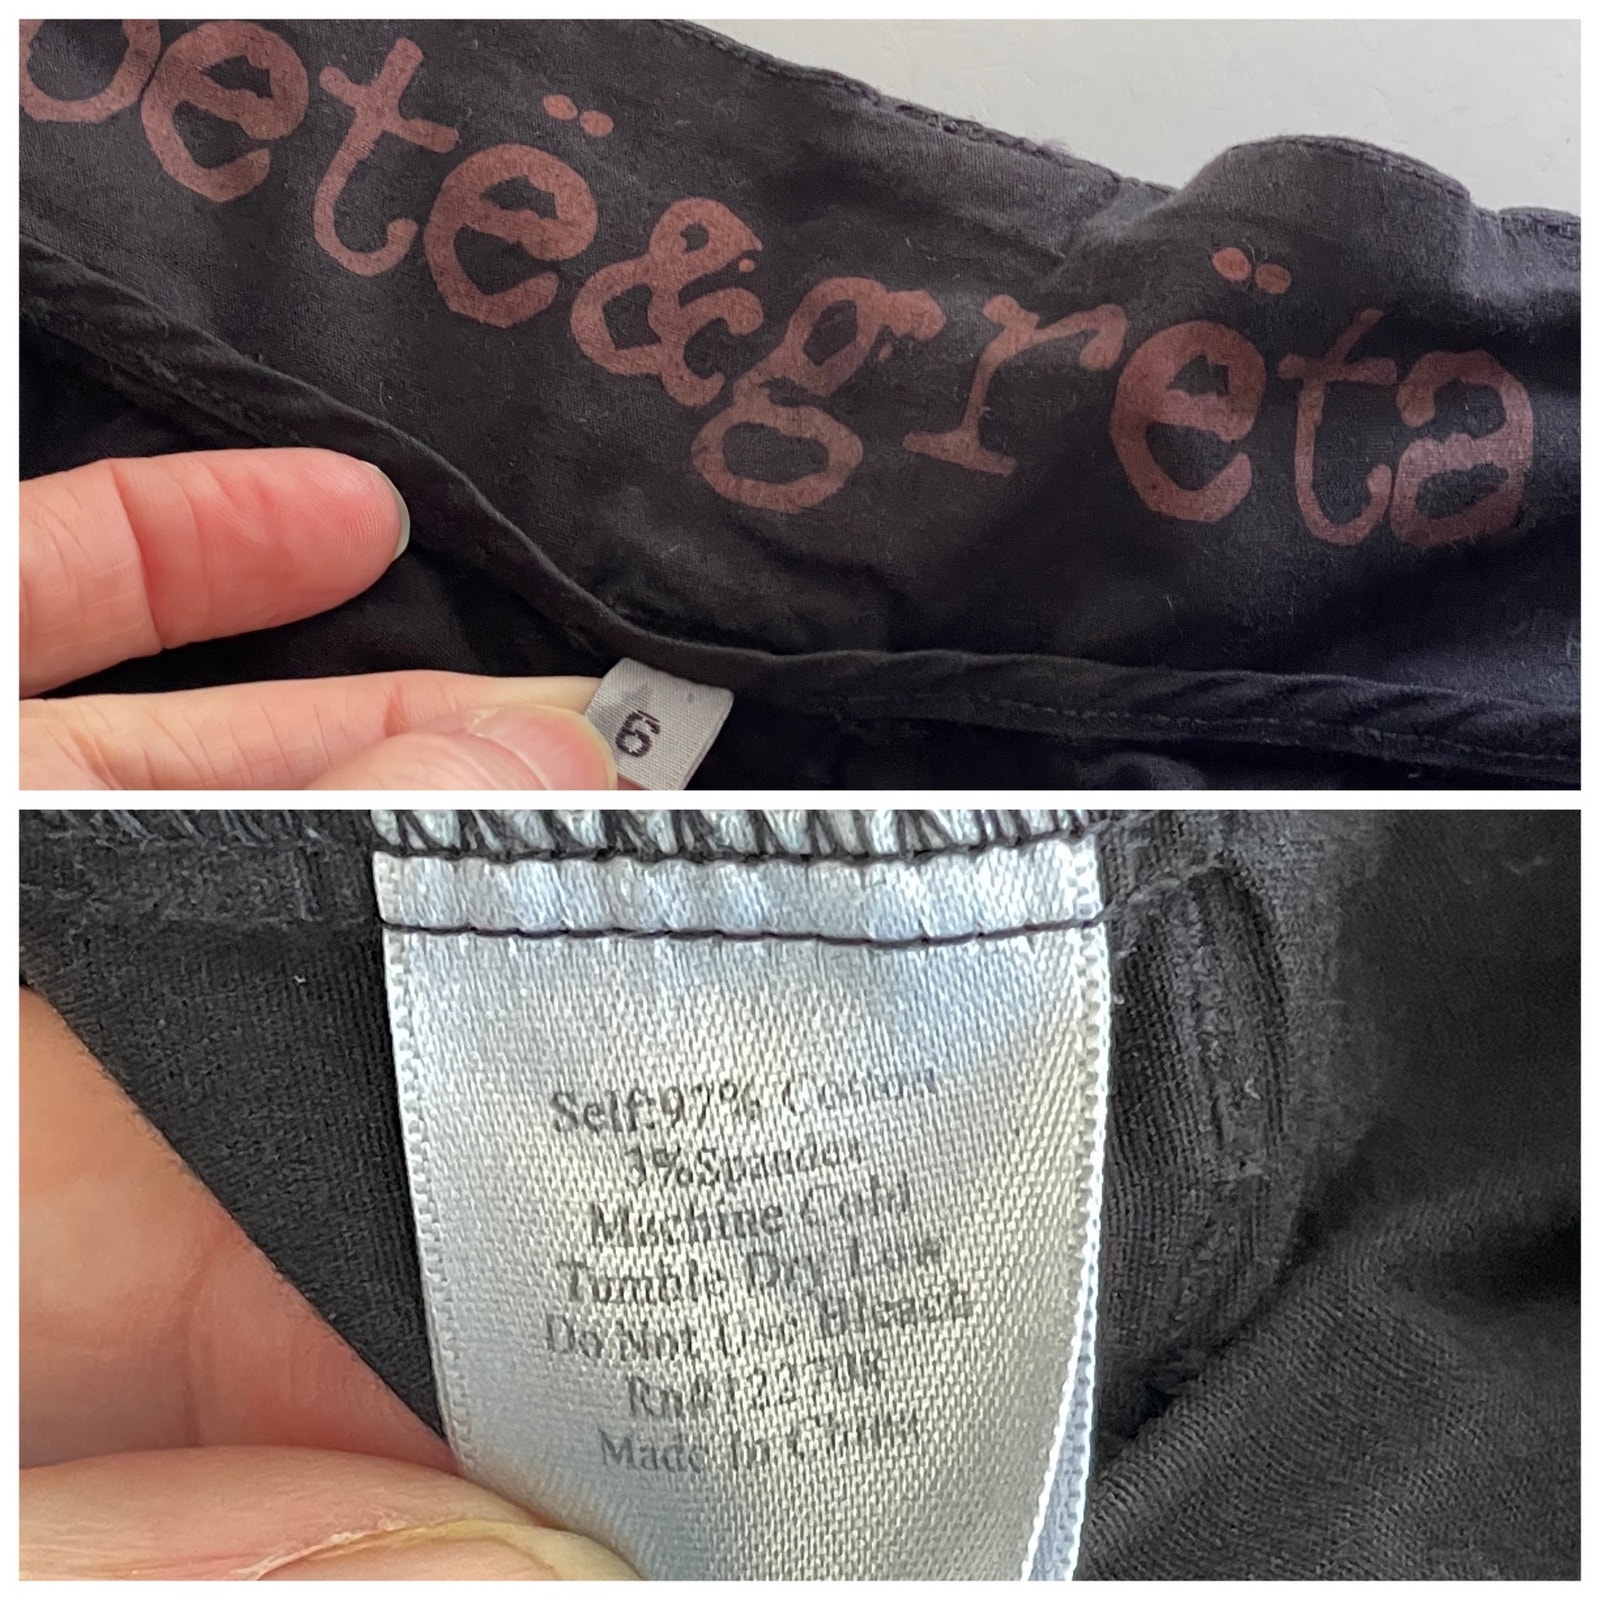 petë&grëta
6
Self:97% Cotton
3%Spandex
Machine Cold
Tumble Dry Low
Do Not Use Bleach
Made In China